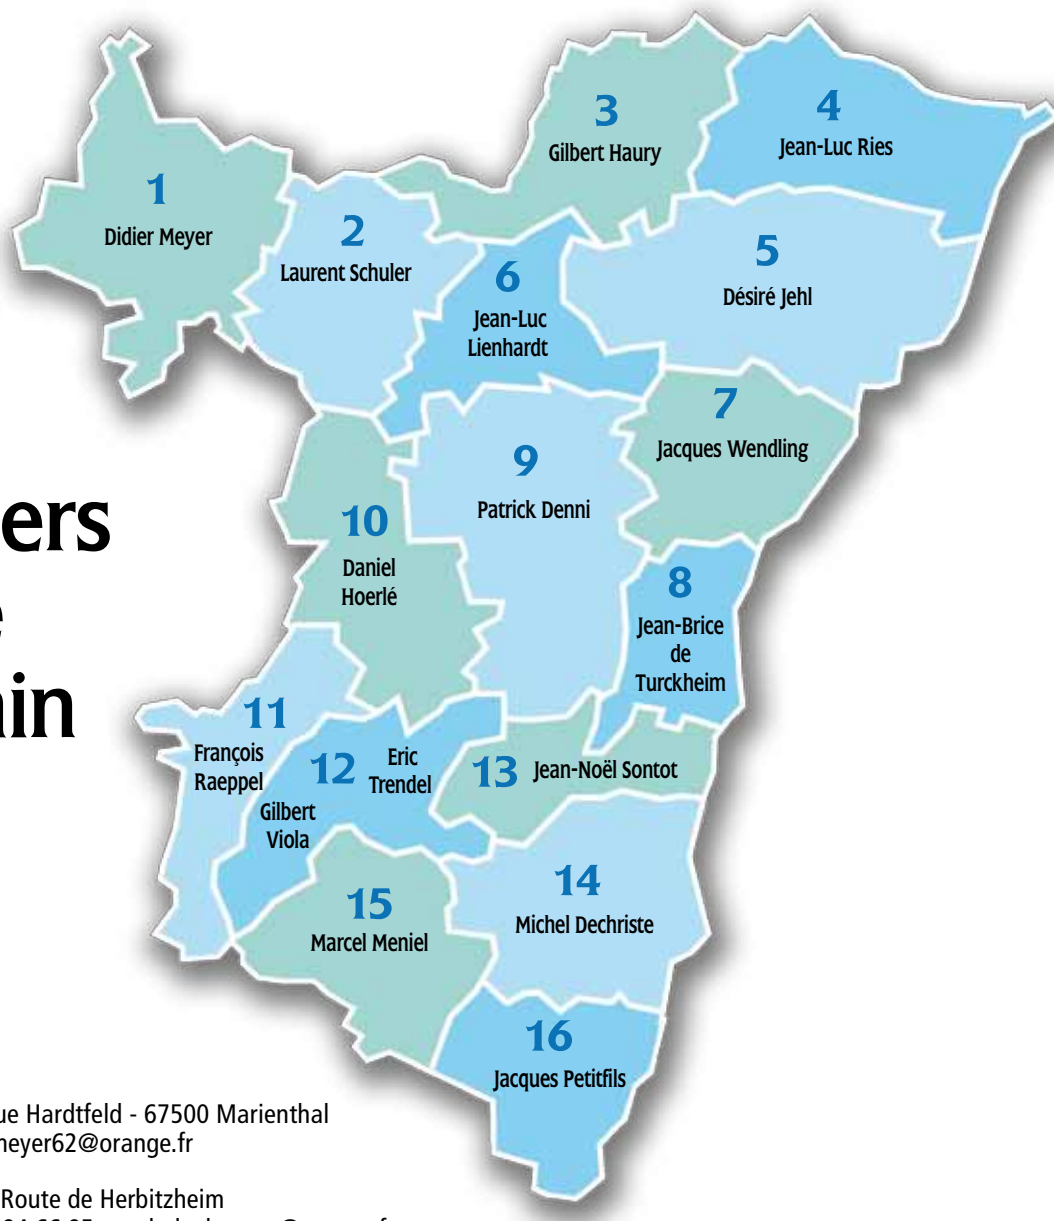 3
Gilbert Haury
4
Jean-Luc Ries
1
Didier Meyer
2
Laurent Schuler
5
Désiré Jehl
6
Jean-Luc
Lienhardt
7
Jacques Wendling
9
Patrick Denni
10
Daniel
Hoerlé
8
Jean-Brice
de
Turckheim
ers
e
in
11
François
Raeppel
12
Eric
Trendel
Gilbert
Viola
13
Jean-Noël Sontot
14
Michel Dechriste
15
Marcel Meniel
16
Jacques Petitfils
ue Hardtfeld - 67500 Marienthal
meyer62@orange.fr
Route de Herbitzheim